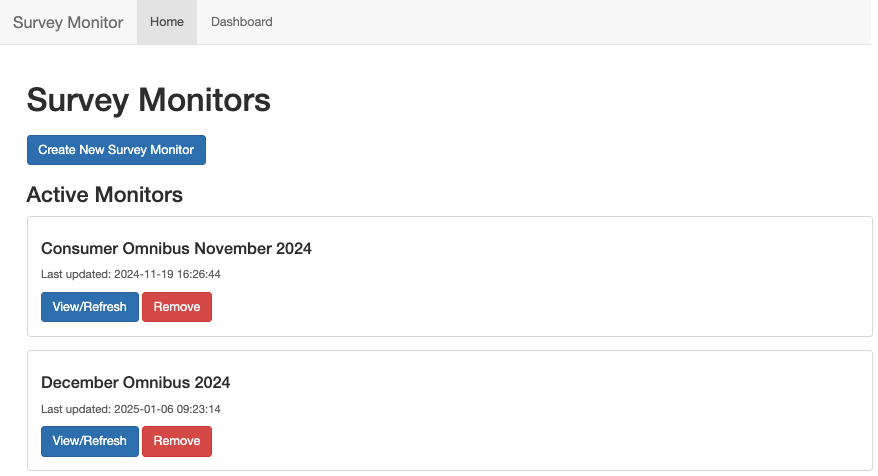 Survey Monitor Home Dashboard
Survey Monitors
Create New Survey Monitor
Active Monitors
Consumer Omnibus November 2024
Last updated: 2024-11-19 16:26:44
View/Refresh Remove
December Omnibus 2024
Last updated: 2025-01-06 09:23:14
View/Refresh Remove